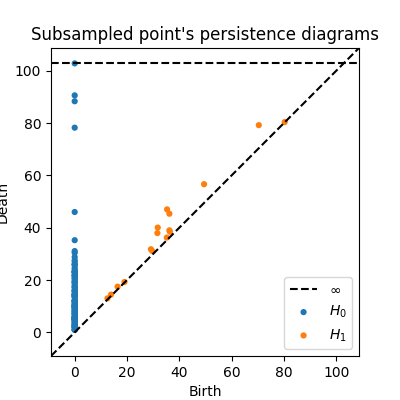 Subsampled point's persistence diagrams
100
80
60
40
20
0
Death
0 20 40 60 80 100
Birth
∞
H₀
H₁